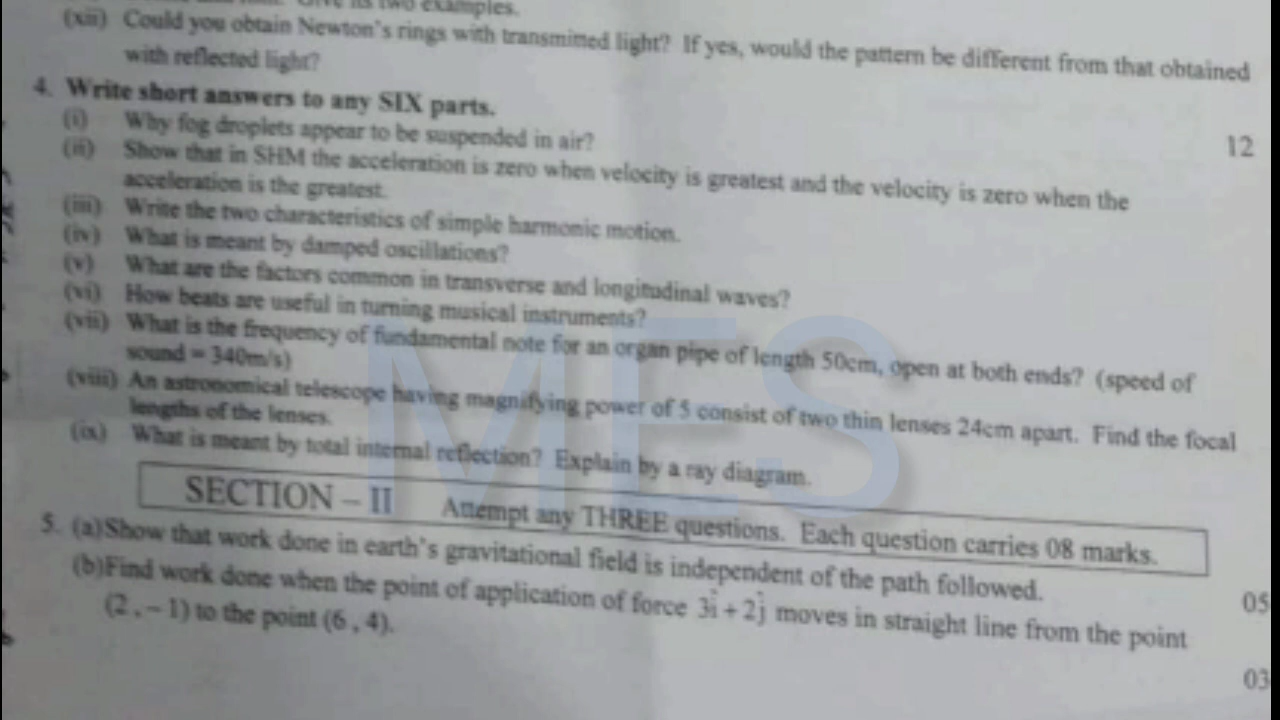 Give its two examples.
(xii) Could you obtain Newton's rings with transmitted light? If yes, would the pattern be different from that obtained
with reflected light?
4. Write short answers to any SIX parts.
12
(i) Why fog droplets appear to be suspended in air?
(ii) Show that in SHM the acceleration is zero when velocity is greatest and the velocity is zero when the
acceleration is the greatest.
(iii) Write the two characteristics of simple harmonic motion.
(iv) What is meant by damped oscillations?
(v) What are the factors common in transverse and longitudinal waves?
(vi) How beats are useful in turning musical instruments?
(vii) What is the frequency of fundamental note for an organ pipe of length 50cm, open at both ends? (speed of
sound = 340m/s)
(viii) An astronomical telescope having magnifying power of 5 consist of two thin lenses 24cm apart. Find the focal
lengths of the lenses.
(ix) What is meant by total internal reflection? Explain by a ray diagram.
MES
SECTION – II Attempt any THREE questions. Each question carries 08 marks.
5. (a)Show that work done in earth's gravitational field is independent of the path followed.
05
(b)Find work done when the point of application of force 3î + 2ĵ moves in straight line from the point
(2 , – 1) to the point (6 , 4).
03